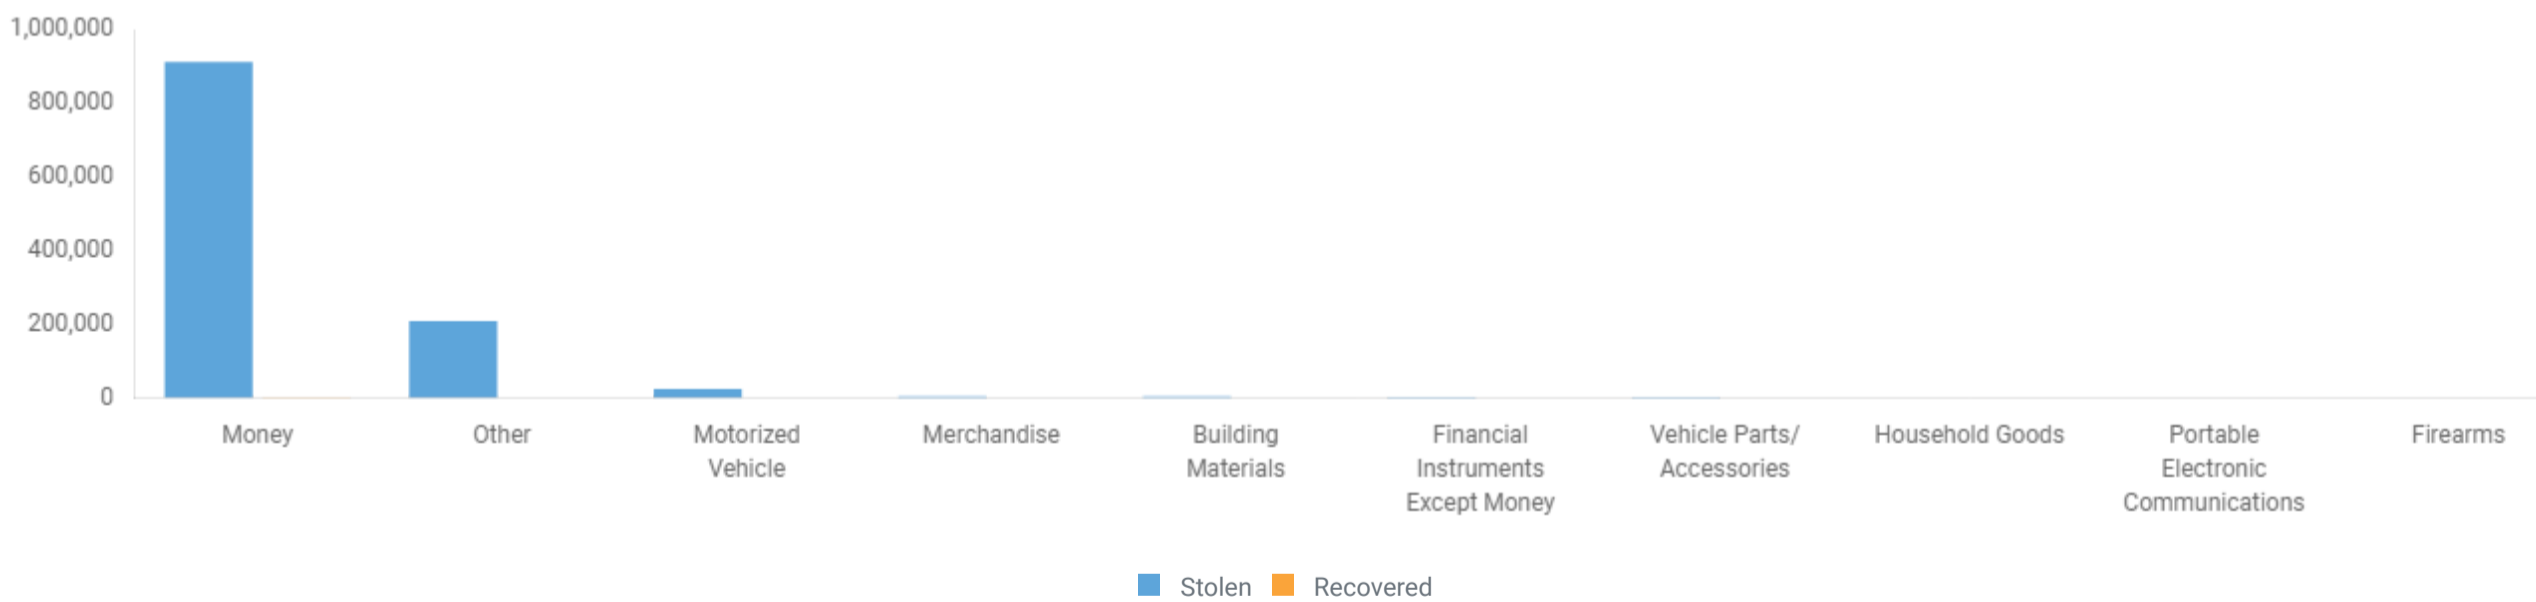 1,000,000
800,000
600,000
400,000
200,000
0
Money
Other
Motorized
Vehicle
Merchandise
Building
Materials
Financial
Instruments
Except Money
Vehicle Parts/
Accessories
Household Goods
Portable
Electronic
Communications
Firearms
Stolen
Recovered